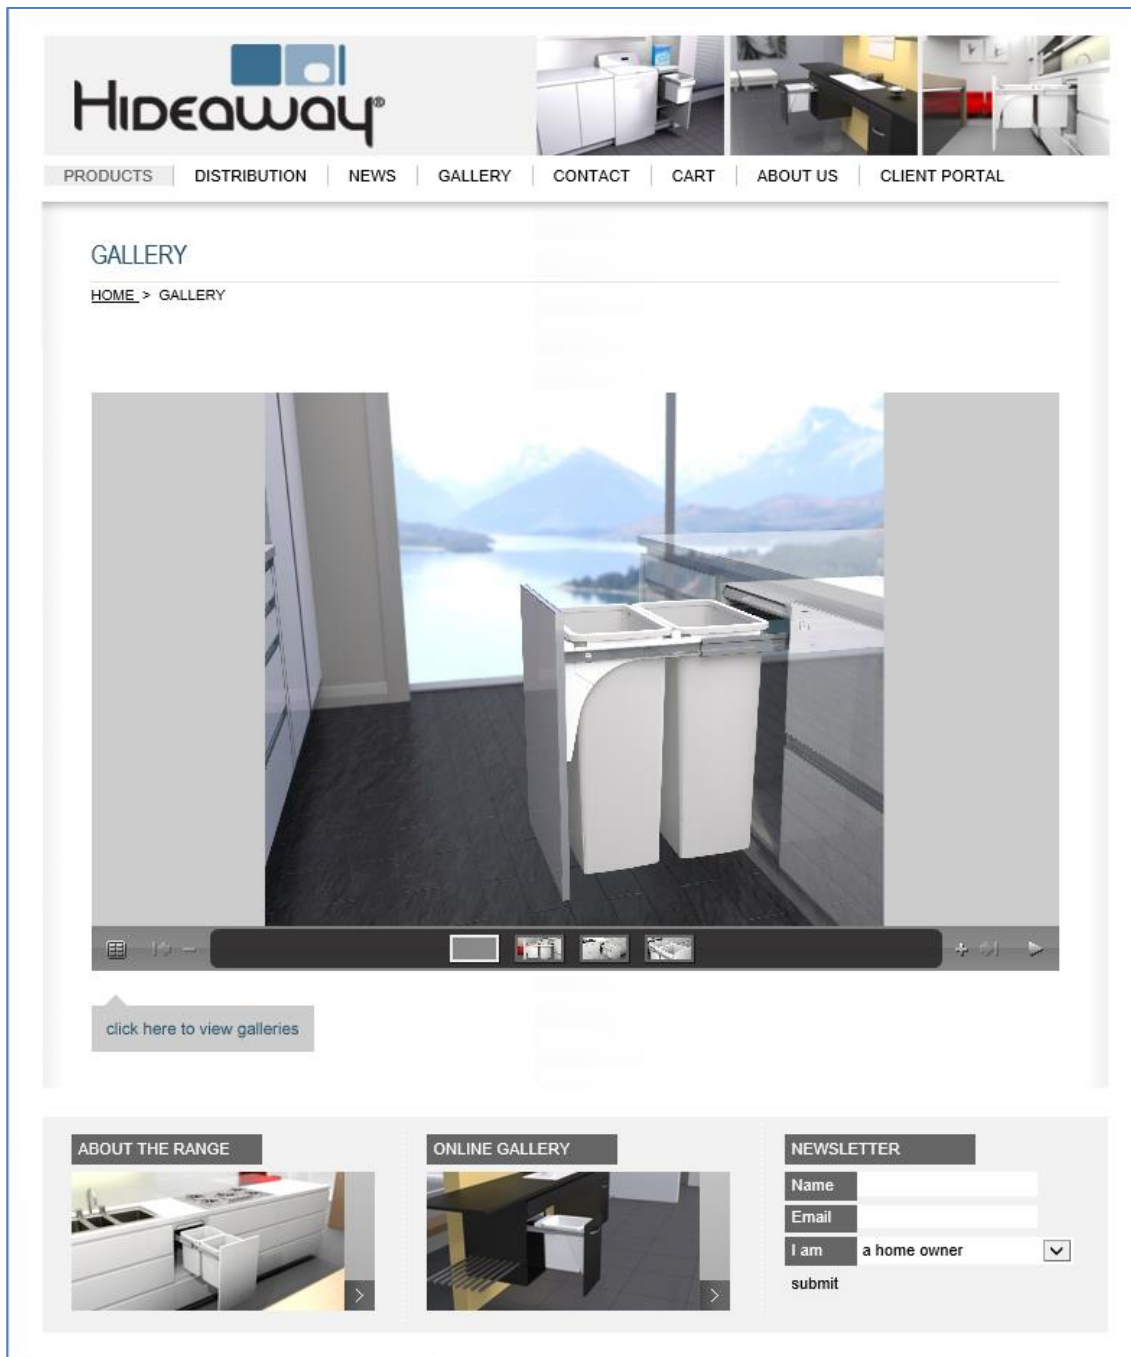 HIDEAWAY®
PRODUCTS DISTRIBUTION NEWS GALLERY CONTACT CART ABOUT US CLIENT PORTAL
GALLERY
HOME > GALLERY
click here to view galleries
ABOUT THE RANGE
ONLINE GALLERY
NEWSLETTER
Name
Email
I am a home owner
submit